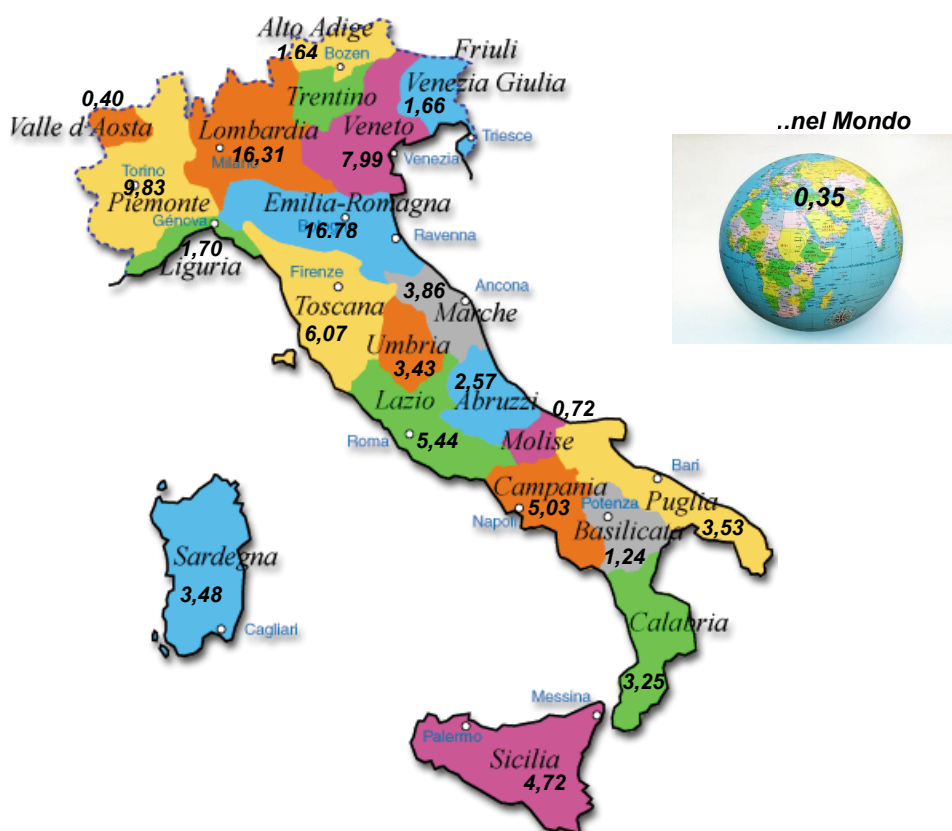 Alto Adige
1.64
Bozen
Friuli
Venezia Giulia
1,66
Trentino
0,40
Valle d'Aosta
Lombardia
16,31
Milano
Veneto
7,99
Venezia
Triesce
..nel Mondo
0,35
Torino
9,83
Piemonte
Emilia-Romagna
16.78
Génova
1,70
Liguria
Ravenna
Firenze
Toscana
6,07
3,86
Ancona
Marche
Umbria
3,43
2,57
Abruzzi
0,72
Lazio
Roma
5,44
Molise
Campania
5,03
Napoli
Bari
Puglia
3,53
Potenza
Basilicata
1,24
Sardegna
3,48
Cagliari
Calabria
3,25
Messina
Palermo
Sicilia
4,72